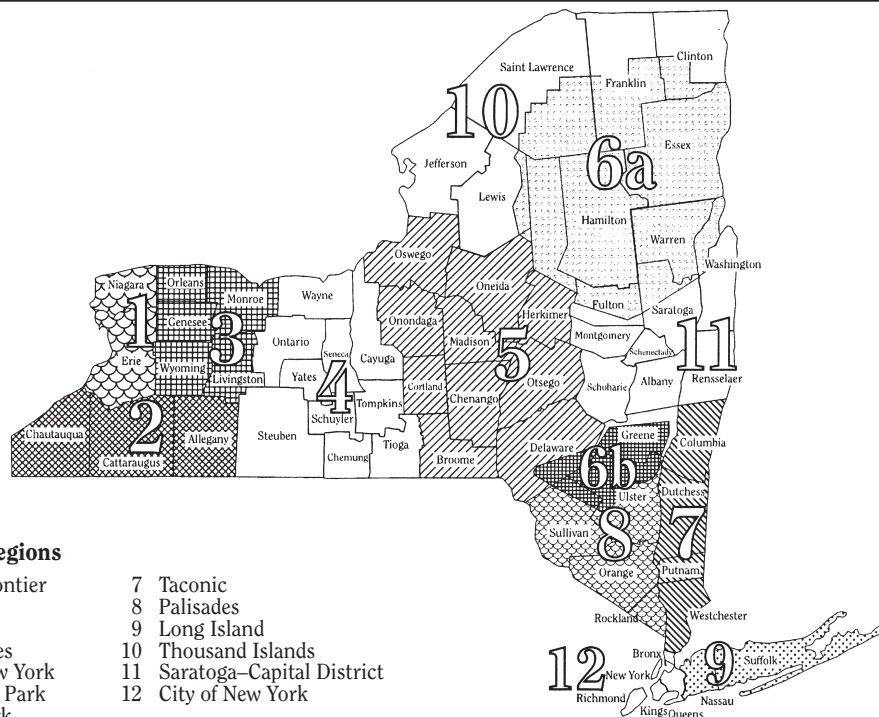 Clinton
Saint Lawrence
Franklin
10
Essex
6a
Jefferson
Lewis
Hamilton
Warren
Washington
Oswego
Niagara
Orleans
Oneida
Monroe
Wayne
Fulton
Saratoga
Herkimer
Genesee
Onondaga
Montgomery
1
3
Ontario
Madison
5
11
Seneca
Schenectady
Erie
Cayuga
Wyoming
Livingston
Yates
4
Cortland
Otsego
Schoharie
Albany
Rensselaer
Tompkins
Chenango
Schuyler
2
Chautauqua
Allegany
Steuben
Tioga
Greene
Columbia
Cattaraugus
Chemung
Broome
Delaware
6b
Ulster
Dutchess
Sullivan
8
7
Orange
Putnam
Rockland
Westchester
12
Bronx
9
Suffolk
New York
Richmond
Nassau
Kings
Queens
egions
ontier
es
w York
Park
rk
7 Taconic
8 Palisades
9 Long Island
10 Thousand Islands
11 Saratoga–Capital District
12 City of New York